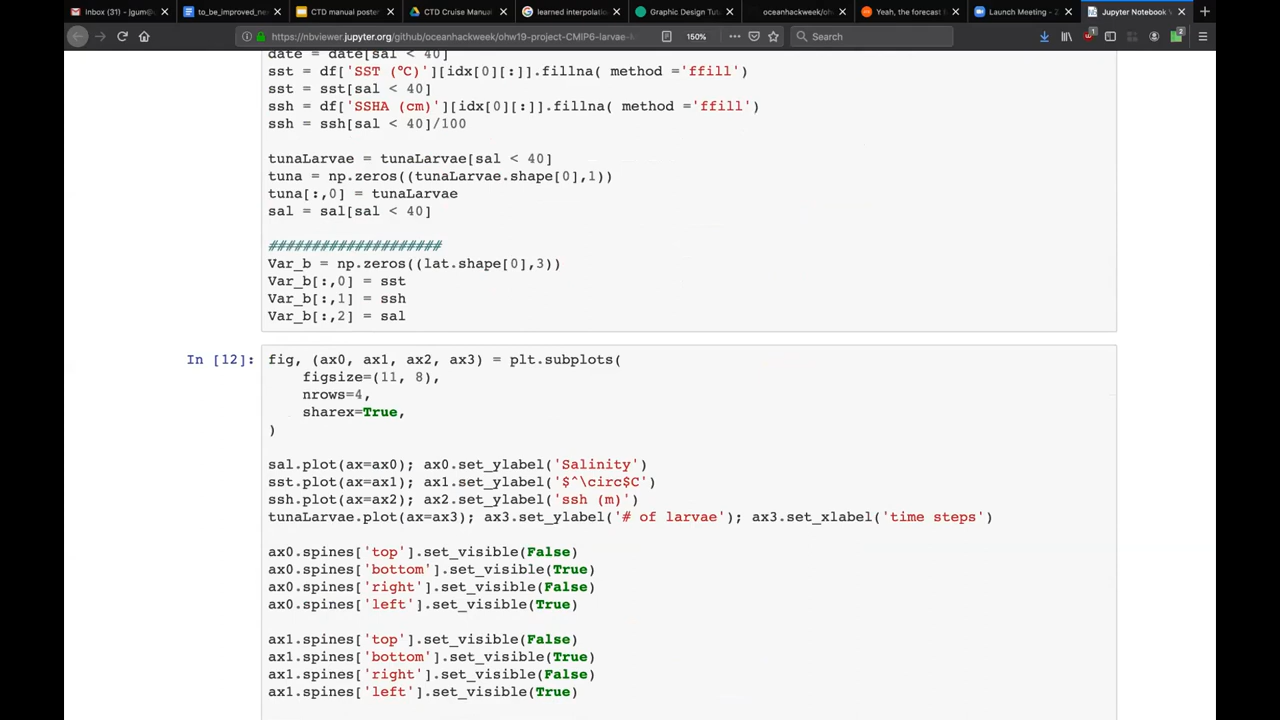 Inbox (31) - jgum@
to_be_improved_ne
CTD manual poster
CTD Cruise Manual
learned interpolatio
Graphic Design Tut
oceanhackweek/oh
Yeah, the forecast f
Launch Meeting - Z
Jupyter Notebook V
https://nbviewer.jupyter.org/github/oceanhackweek/ohw19-project-CMIP6-larvae-
150%
Search
date = date[sal < 40]
sst = df['SST (°C)'][idx[0][:]].fillna( method ='ffill')
sst = sst[sal < 40]
ssh = df['SSHA (cm)'][idx[0][:]].fillna( method ='ffill')
ssh = ssh[sal < 40]/100
tunaLarvae = tunaLarvae[sal < 40]
tuna = np.zeros((tunaLarvae.shape[0],1))
tuna[:,0] = tunaLarvae
sal = sal[sal < 40]
####################
Var_b = np.zeros((lat.shape[0],3))
Var_b[:,0] = sst
Var_b[:,1] = ssh
Var_b[:,2] = sal
In [12]:
fig, (ax0, ax1, ax2, ax3) = plt.subplots(
figsize=(11, 8),
nrows=4,
sharex=True,
)
sal.plot(ax=ax0); ax0.set_ylabel('Salinity')
sst.plot(ax=ax1); ax1.set_ylabel('$^\circ$C')
ssh.plot(ax=ax2); ax2.set_ylabel('ssh (m)')
tunaLarvae.plot(ax=ax3); ax3.set_ylabel('# of larvae'); ax3.set_xlabel('time steps')
ax0.spines['top'].set_visible(False)
ax0.spines['bottom'].set_visible(True)
ax0.spines['right'].set_visible(False)
ax0.spines['left'].set_visible(True)
ax1.spines['top'].set_visible(False)
ax1.spines['bottom'].set_visible(True)
ax1.spines['right'].set_visible(False)
ax1.spines['left'].set_visible(True)